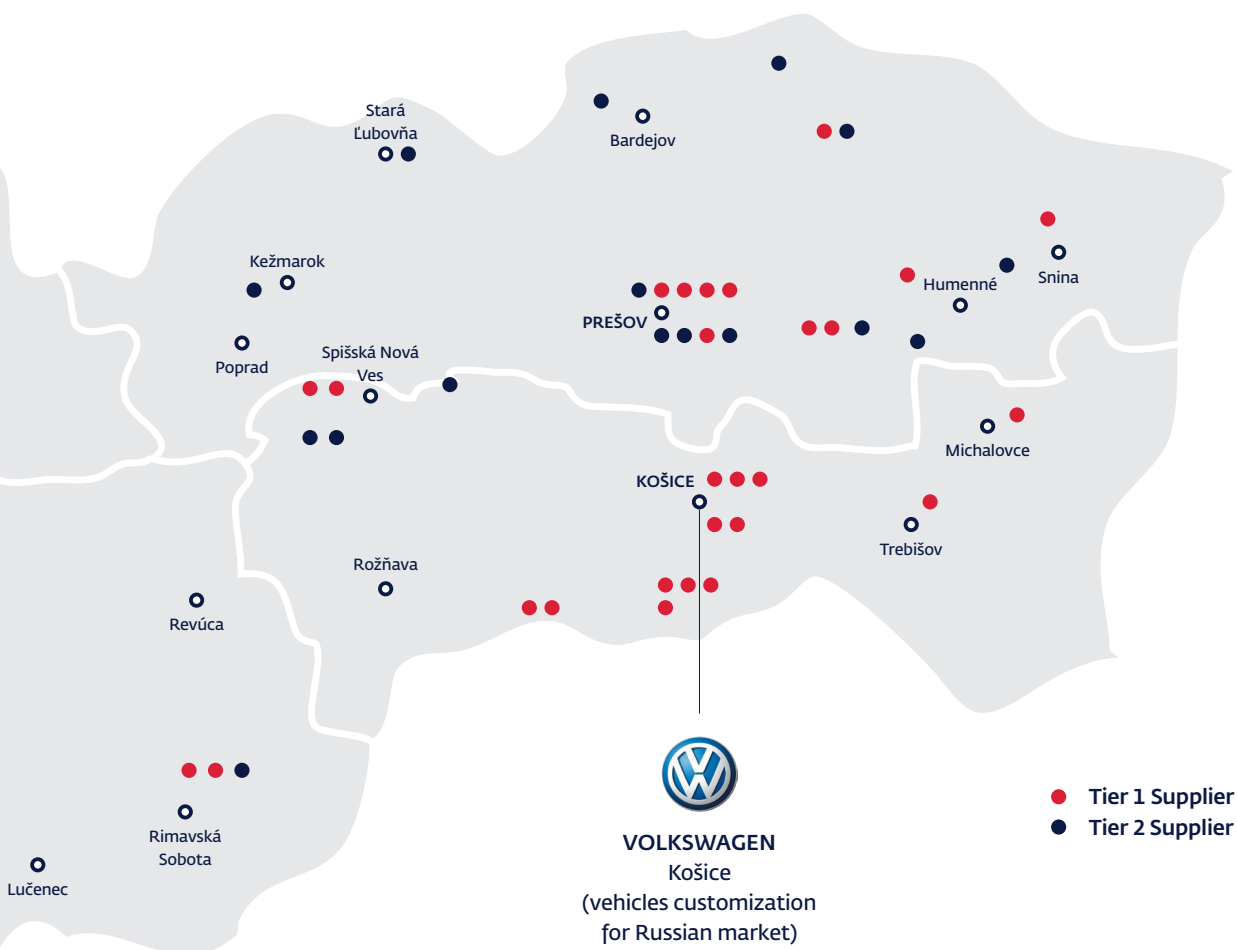 Stará
Ľubovňa
Bardejov
Kežmarok
Humenné
Snina
PREŠOV
Poprad
Spišská Nová
Ves
Michalovce
KOŠICE
Trebišov
Rožňava
Revúca
Rimavská
Sobota
Lučenec
VOLKSWAGEN
Košice
(vehicles customization
for Russian market)
Tier 1 Supplier
Tier 2 Supplier